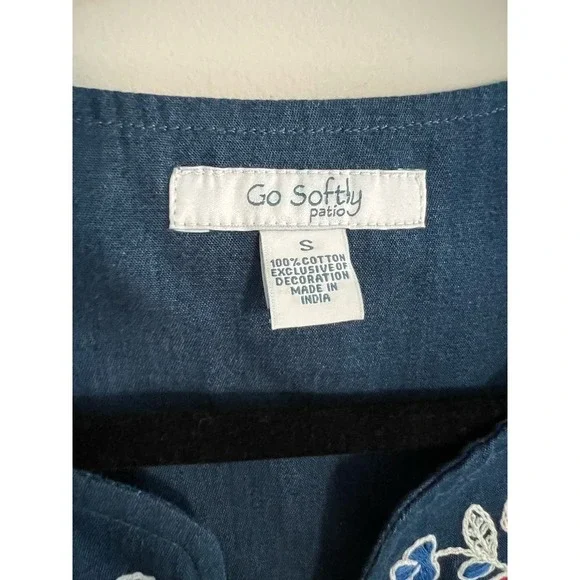 Go Softly
patio
S
100% COTTON
EXCLUSIVE OF
DECORATION
MADE IN
INDIA